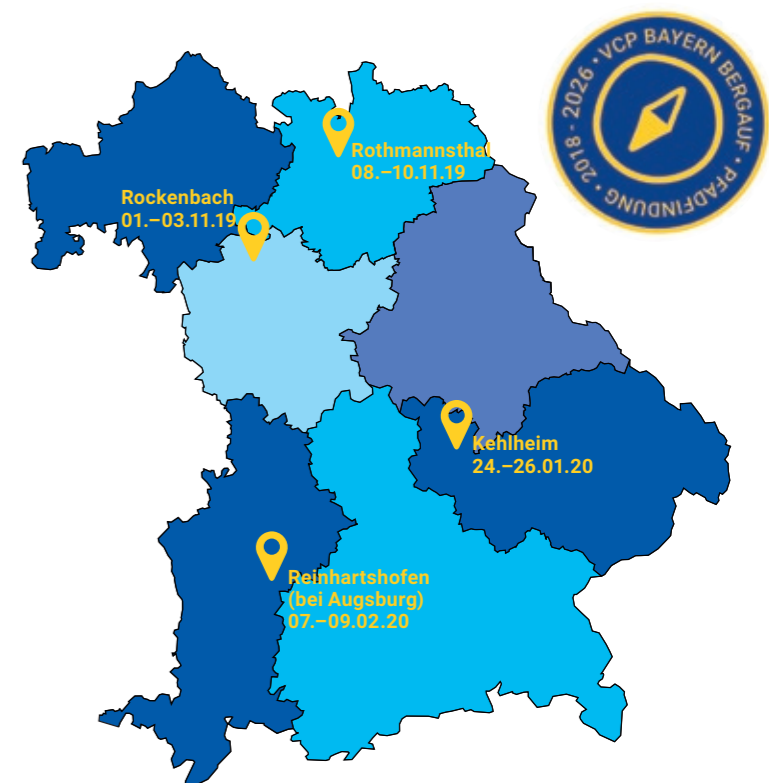 2018 - 2026 • VCP BAYERN BERGAUF • PFADFINDUNG •
Rothmannsthal
08.–10.11.19
Rockenbach
01.–03.11.19
Kehlheim
24.–26.01.20
Reinhartshofen
(bei Augsburg)
07.–09.02.20